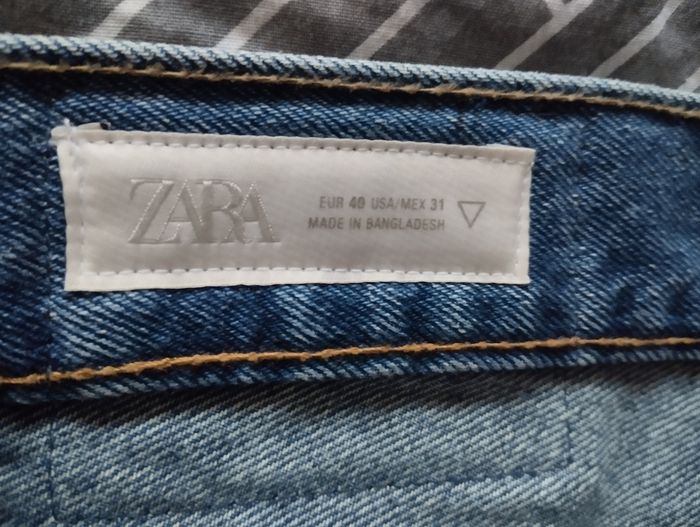 ZARA
EUR 40 USA/MEX 31
MADE IN BANGLADESH